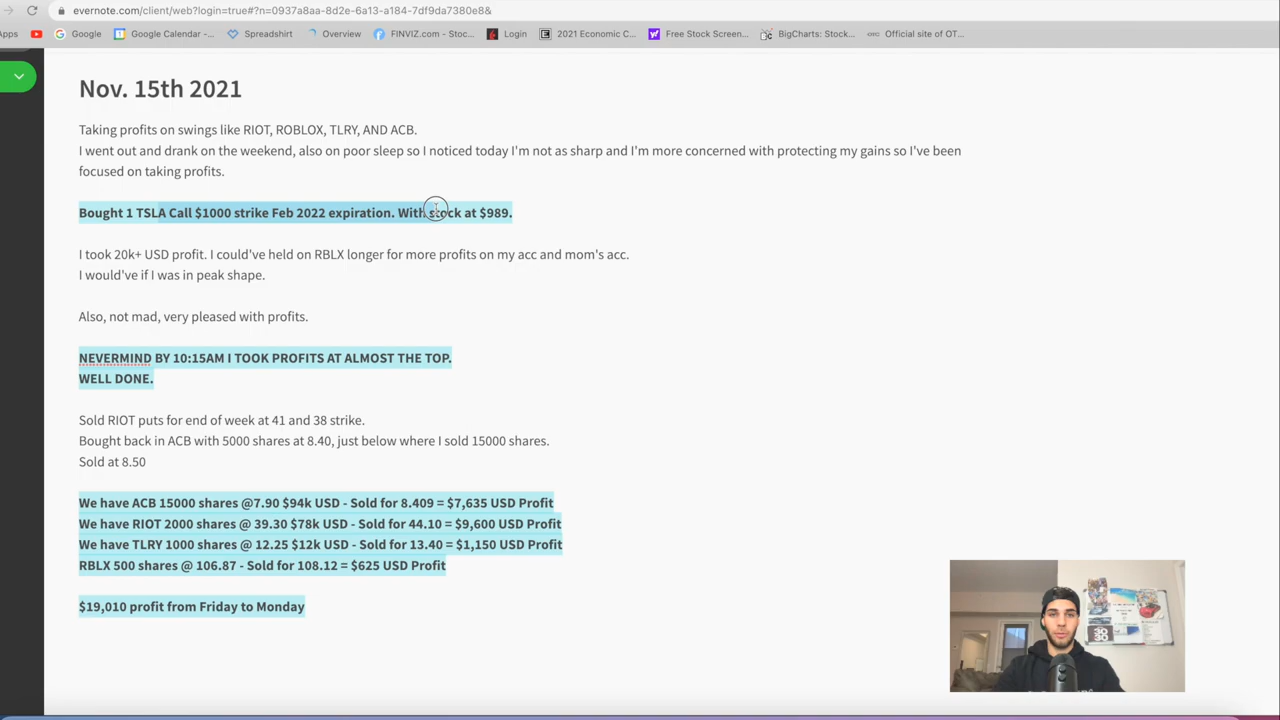 evernote.com/client/web?login=true#?n=0937a8aa-8d2e-6a13-a184-7df9da7380e8&
Apps Google Google Calendar -... Spreadshirt Overview FINVIZ.com - Stoc... Login 2021 Economic C... Free Stock Screen... BigCharts: Stock... Official site of OT...
Nov. 15th 2021
Taking profits on swings like RIOT, ROBLOX, TLRY, AND ACB.
I went out and drank on the weekend, also on poor sleep so I noticed today I'm not as sharp and I'm more concerned with protecting my gains so I've been
focused on taking profits.
Bought 1 TSLA Call $1000 strike Feb 2022 expiration. With stock at $989.
I took 20k+ USD profit. I could've held on RBLX longer for more profits on my acc and mom's acc.
I would've if I was in peak shape.
Also, not mad, very pleased with profits.
NEVERMIND BY 10:15AM I TOOK PROFITS AT ALMOST THE TOP.
WELL DONE.
Sold RIOT puts for end of week at 41 and 38 strike.
Bought back in ACB with 5000 shares at 8.40, just below where I sold 15000 shares.
Sold at 8.50
We have ACB 15000 shares @7.90 $94k USD - Sold for 8.409 = $7,635 USD Profit
We have RIOT 2000 shares @ 39.30 $78k USD - Sold for 44.10 = $9,600 USD Profit
We have TLRY 1000 shares @ 12.25 $12k USD - Sold for 13.40 = $1,150 USD Profit
RBLX 500 shares @ 106.87 - Sold for 108.12 = $625 USD Profit
$19,010 profit from Friday to Monday